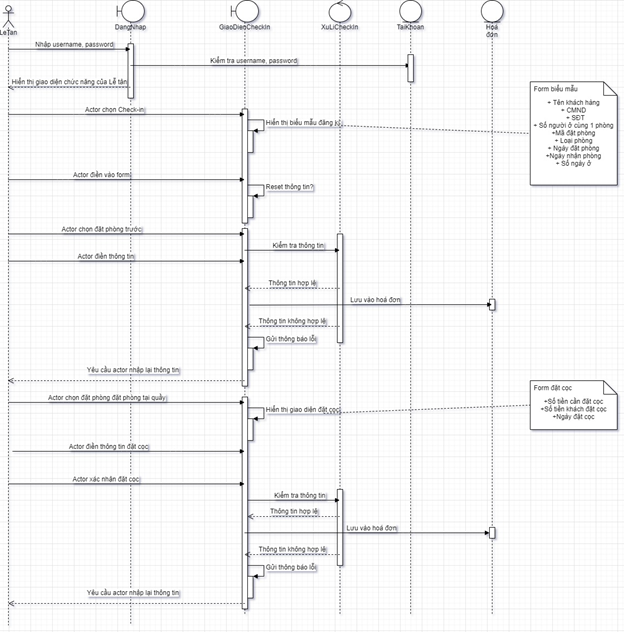 LeTan
DangNhap
GiaoDienCheckIn
XuLiCheckIn
TaiKhoan
Hoá
đơn
Nhập username, password
Kiểm tra username, password
Hiển thị giao diện chức năng của Lễ tân
Actor chọn Check-in
Hiển thị biểu mẫu đăng ký
Form biểu mẫu
+ Tên khách hàng
+ CMND
+ SĐT
+ Số người ở cùng 1 phòng
+Mã đặt phòng
+ Loại phòng
+ Ngày đặt phòng
+Ngày nhận phòng
+ Số ngày ở
Actor điền vào form
Reset thông tin?
Actor chọn đặt phòng trước
Kiểm tra thông tin
Actor điền thông tin
Thông tin hợp lệ
Lưu vào hoá đơn
Thông tin không hợp lệ
Gửi thông báo lỗi
Yêu cầu actor nhập lại thông tin
Actor chọn đặt phòng đặt phòng tại quầy
Hiển thị giao diện đặt cọc
Form đặt cọc
+Số tiền cần đặt cọc
+Số tiền khách đặt cọc
+Ngày đặt cọc
Actor điền thông tin đặt cọc
Actor xác nhận đặt cọc
Kiểm tra thông tin
Thông tin hợp lệ
Lưu vào hoá đơn
Thông tin không hợp lệ
Gửi thông báo lỗi
Yêu cầu actor nhập lại thông tin